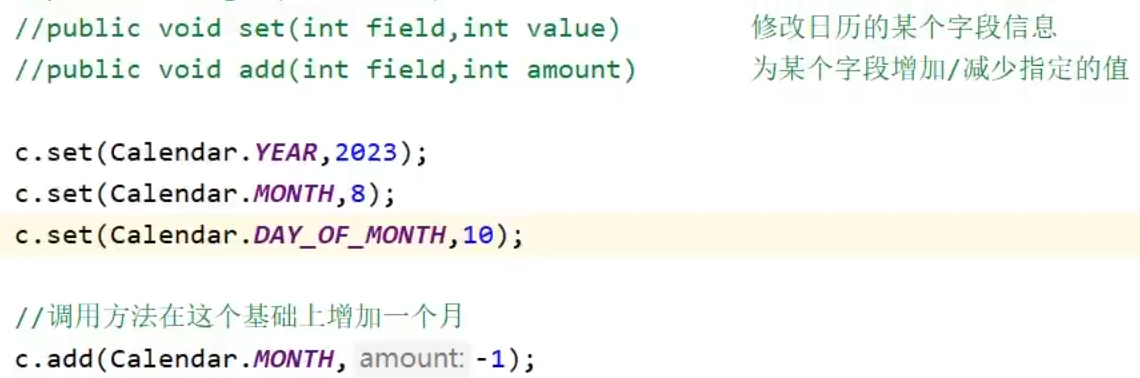 //public void set(int field,int value) 修改日历的某个字段信息
//public void add(int field,int amount) 为某个字段增加/减少指定的值
c.set(Calendar.YEAR,2023);
c.set(Calendar.MONTH,8);
c.set(Calendar.DAY_OF_MONTH,10);
//调用方法在这个基础上增加一个月
c.add(Calendar.MONTH, amount: -1);